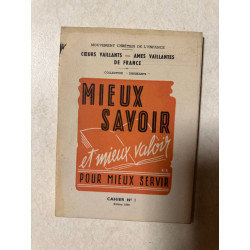 MOUVEMENT CHRÉTIEN DE L'ENFANCE
CŒURS VAILLANTS - AMES VAILLANTES
DE FRANCE
COLLECTION
MIEUX
SAVOIR
et mieux valoir
POUR MIEUX SERVIR
CAHIER N°